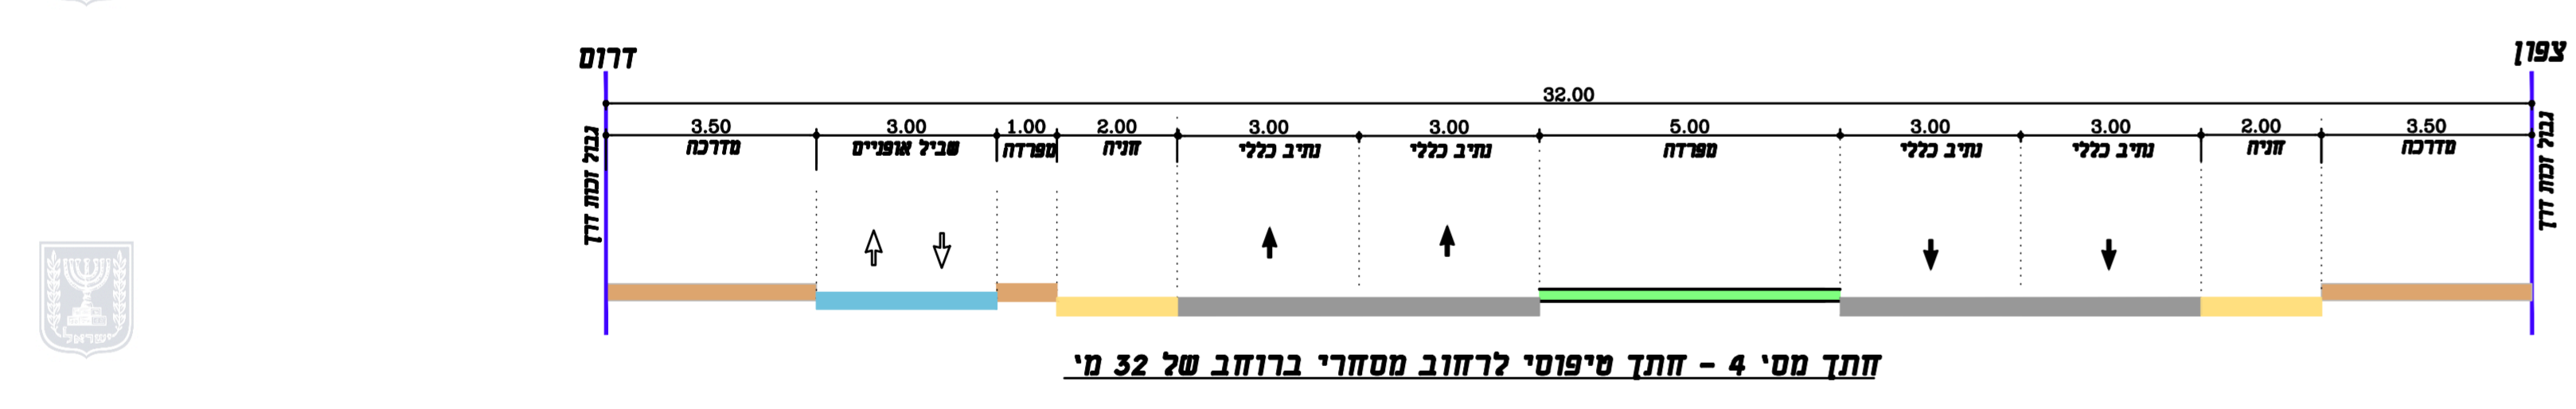 צפון
דרום
32.00
3.50 3.00 1.00 2.00 3.00 3.00 5.00 3.00 3.00 2.00 3.50
מדרכה שביל אופניים מפרדה חניה נתיב כללי נתיב כללי מפרדה נתיב כללי נתיב כללי חניה מדרכה
גבול זכות דרך
גבול זכות דרך
ישראל
חתך מס' 4 - חתך טיפוסי לרחוב מסחרי ברוחב של 32 מ'